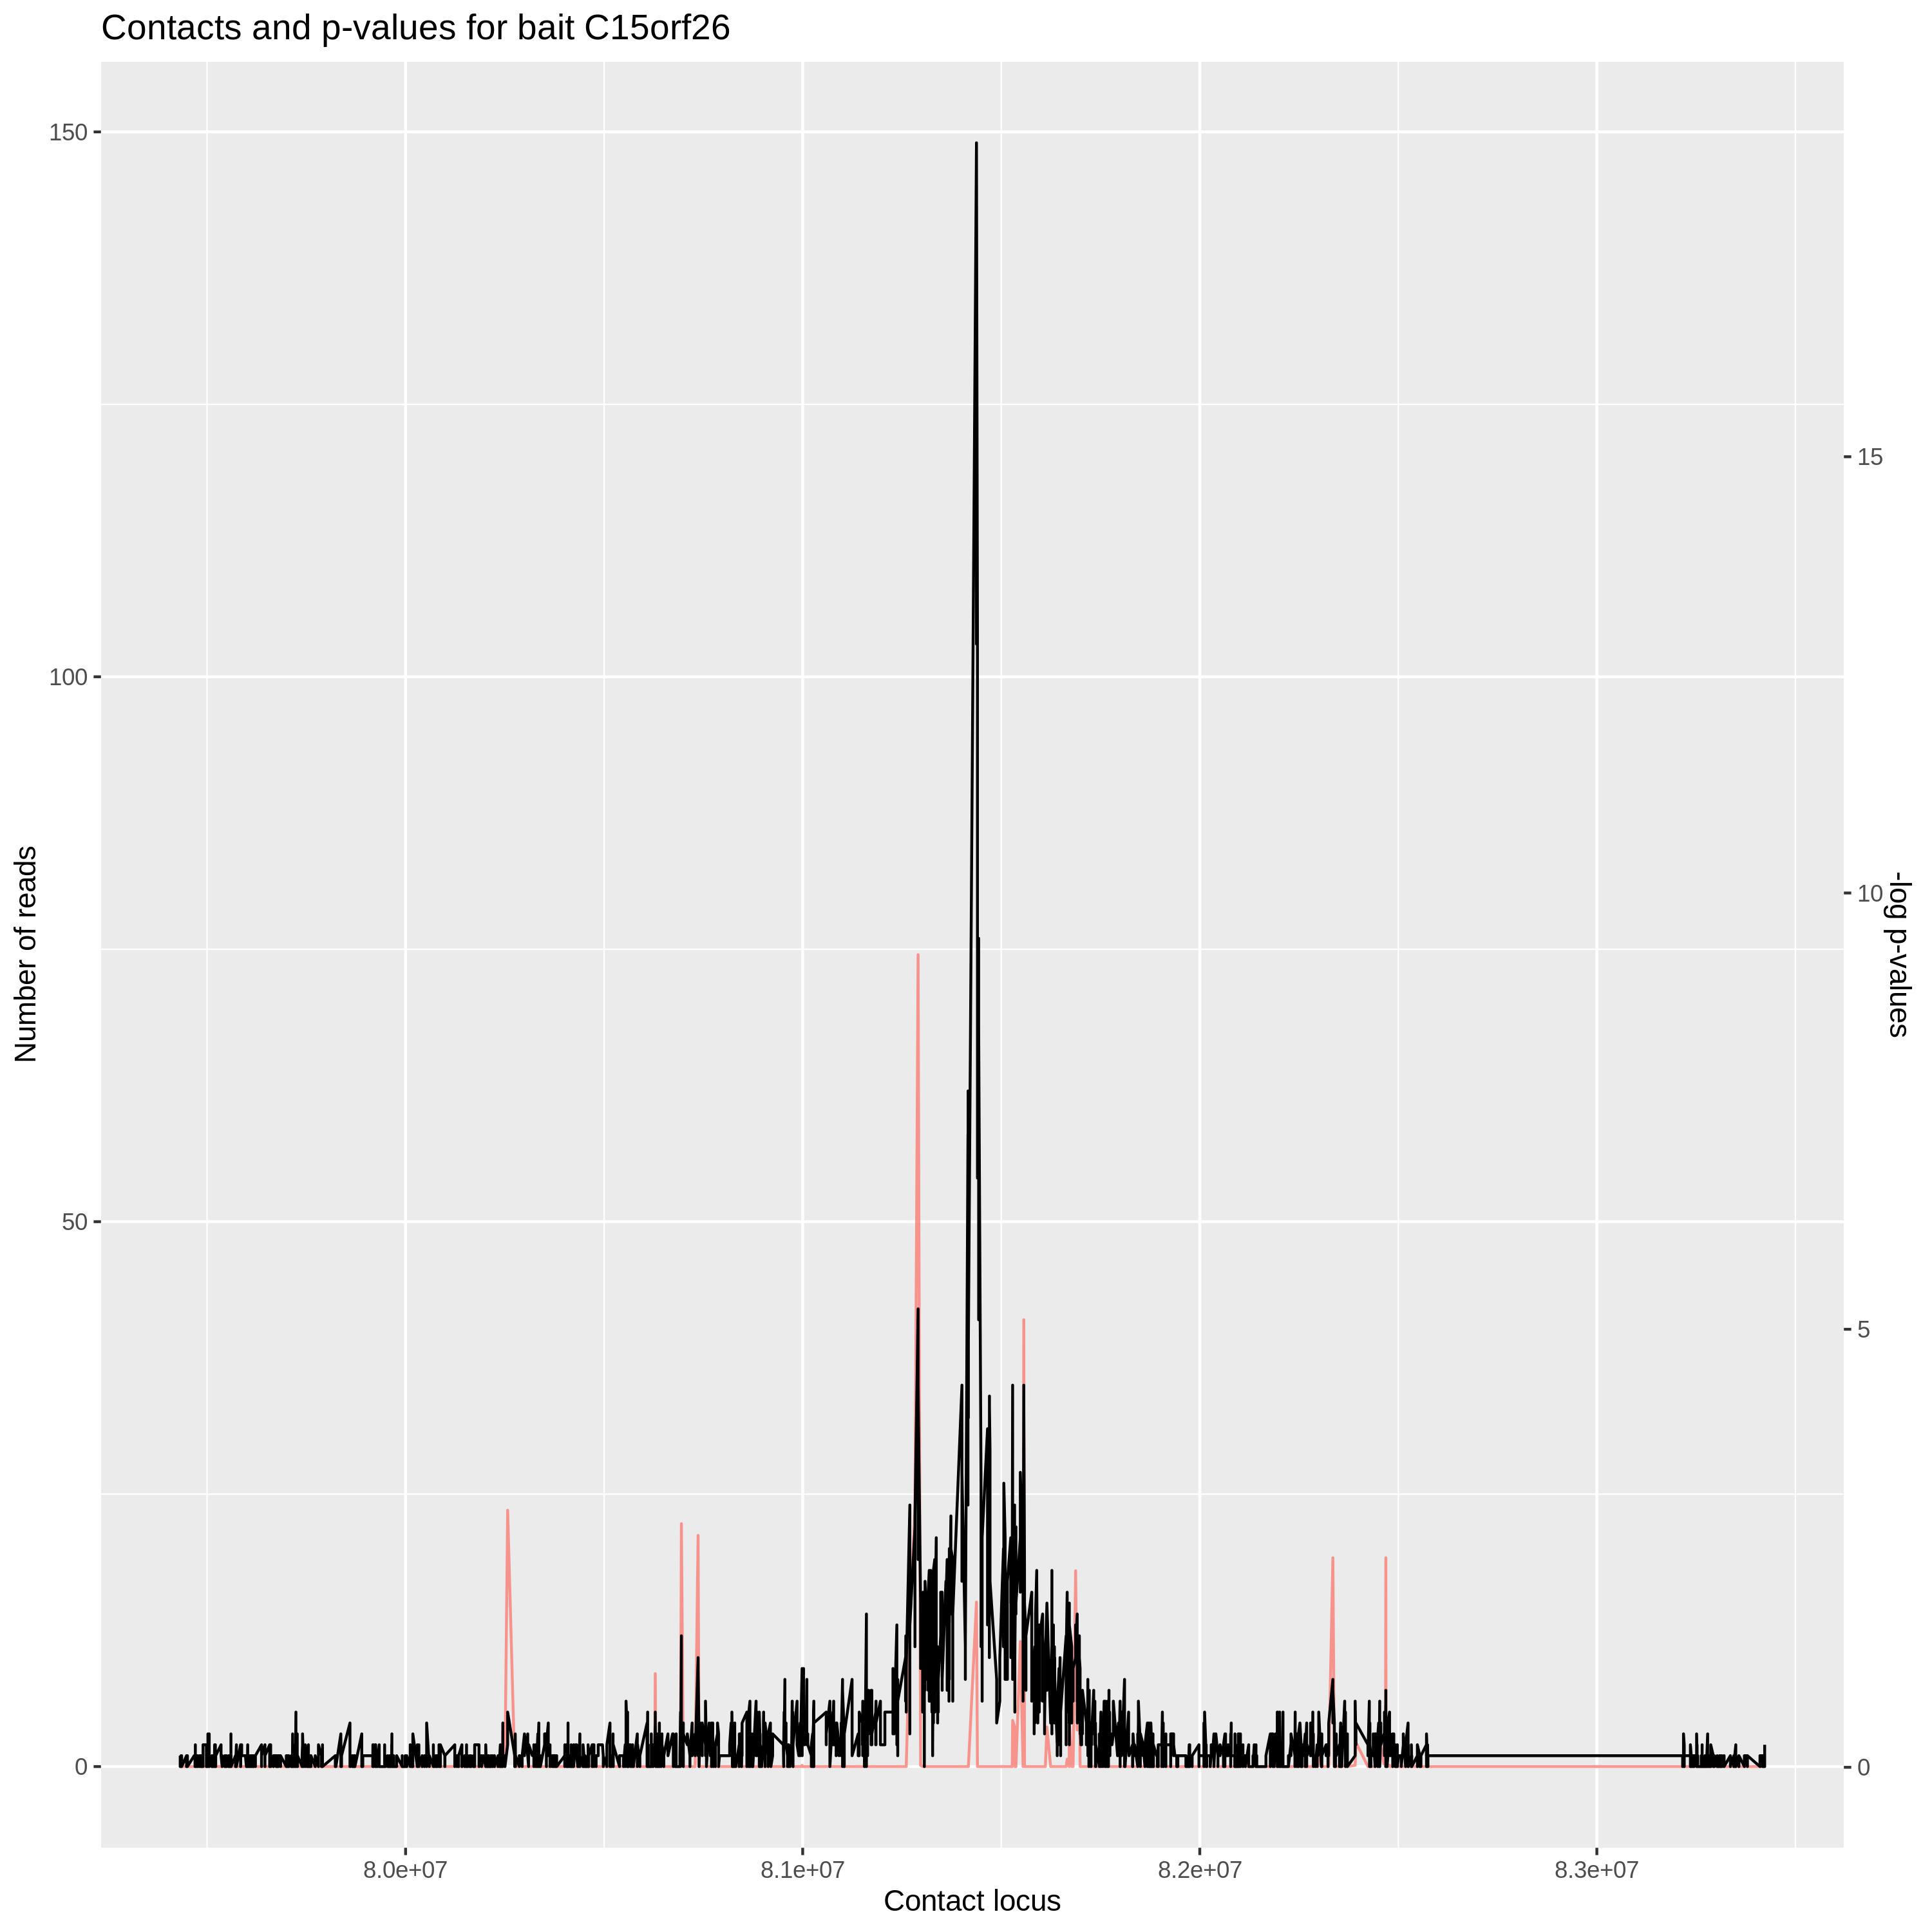 Contacts and p-values for bait C15orf26
150
100
50
0
Number of reads
15
10
5
0
-log p-values
8.0e+07
8.1e+07
8.2e+07
8.3e+07
Contact locus